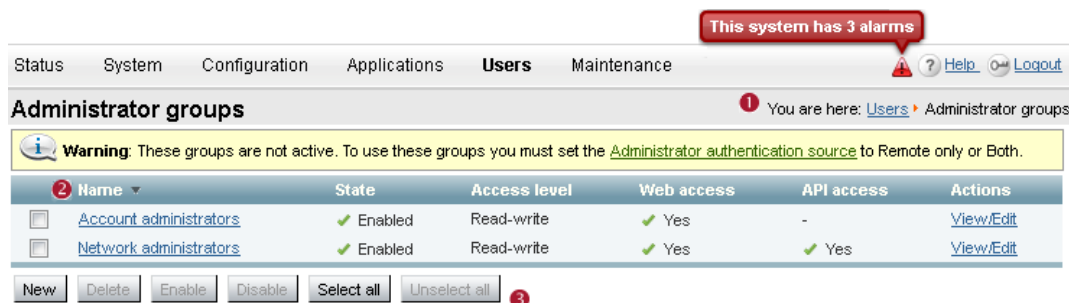 This system has 3 alarms
Status System Configuration Applications Users Maintenance ? Help Logout
Administrator groups 1 You are here: Users Administrator groups
i Warning: These groups are not active. To use these groups you must set the Administrator authentication source to Remote only or Both.
2 Name State Access level Web access API access Actions
Account administrators Enabled Read-write Yes - View/Edit
Network administrators Enabled Read-write Yes Yes View/Edit
New Delete Enable Disable Select all Unselect all 3